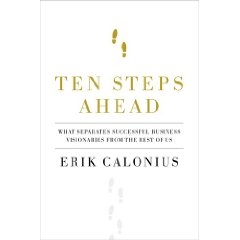 TEN STEPS
AHEAD
WHAT SEPARATES SUCCESSFUL BUSINESS
VISIONARIES FROM THE REST OF US
ERIK CALONIUS